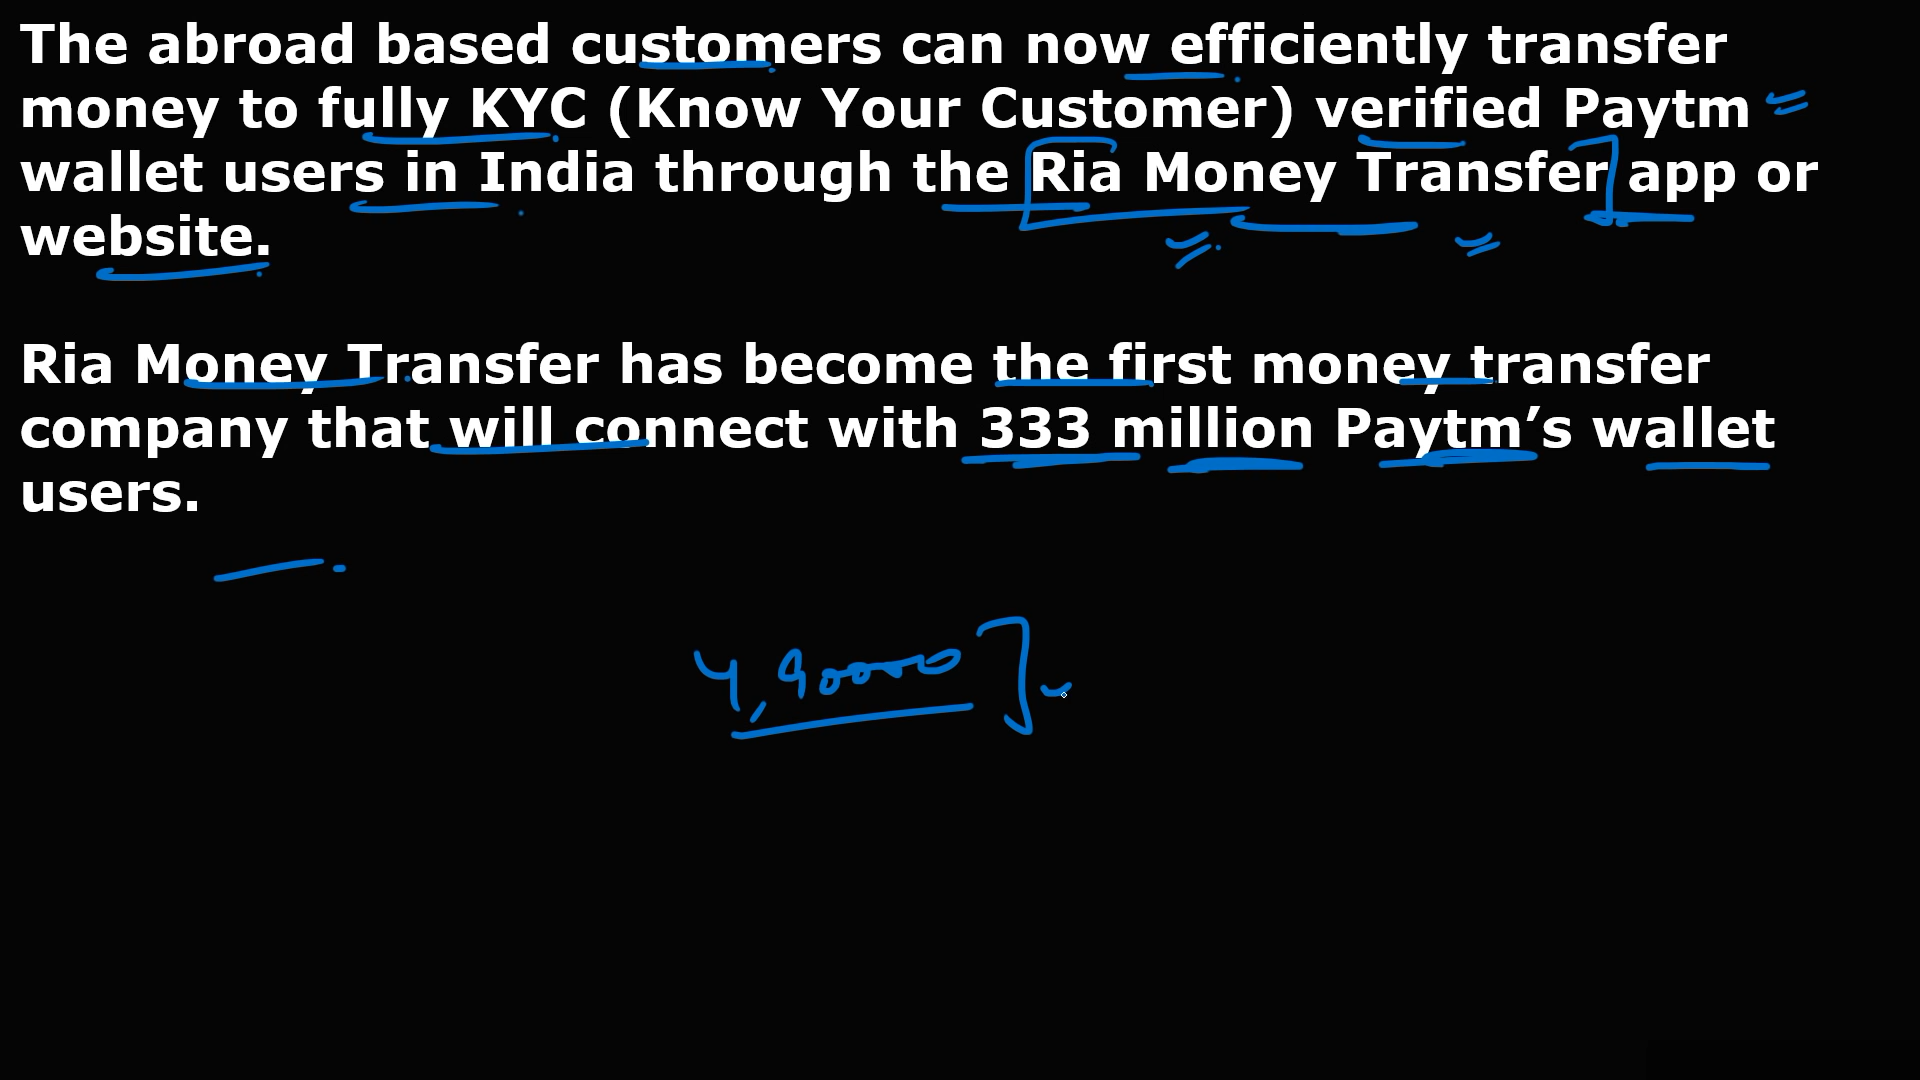 The abroad based customers can now efficiently transfer
money to fully KYC (Know Your Customer) verified Paytm
wallet users in India through the Ria Money Transfer app or
website.
Ria Money Transfer has become the first money transfer
company that will connect with 333 million Paytm’s wallet
users.